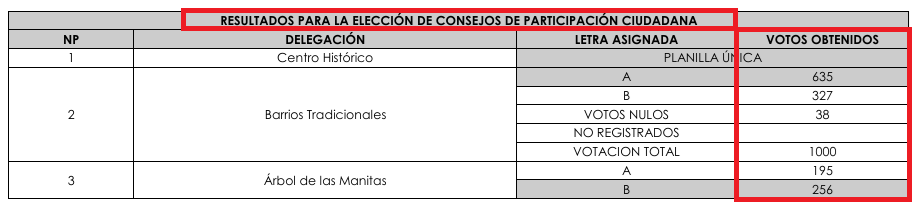 RESULTADOS PARA LA ELECCIÓN DE CONSEJOS DE PARTICIPACIÓN CIUDADANA
NP DELEGACIÓN LETRA ASIGNADA VOTOS OBTENIDOS
1 Centro Histórico PLANILLA ÚNICA
2 Barrios Tradicionales A 635
B 327
VOTOS NULOS 38
NO REGISTRADOS
VOTACION TOTAL 1000
3 Árbol de las Manitas A 195
B 256